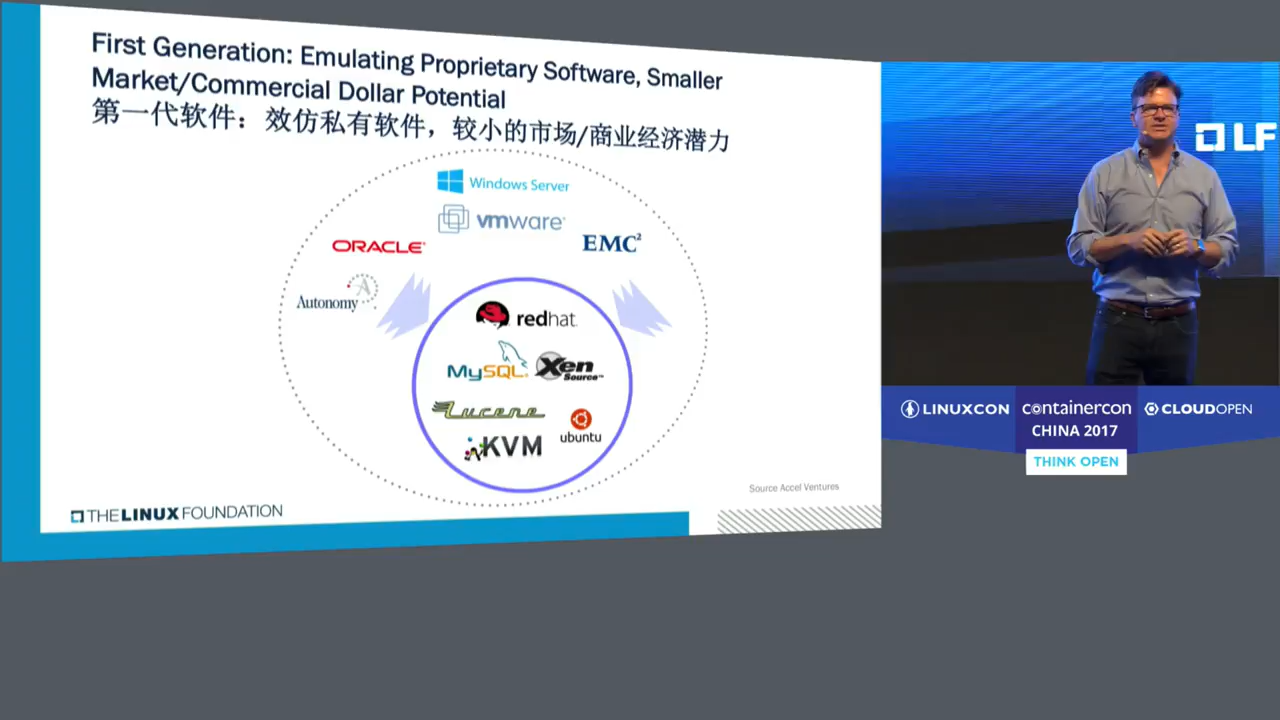 First Generation: Emulating Proprietary Software, Smaller
Market/Commercial Dollar Potential
第一代软件：效仿私有软件，较小的市场/商业经济潜力
Windows Server
vmware
ORACLE
EMC²
Autonomy
redhat.
MySQL
Xen
Source™
Lucene
ubuntu
KVM
Source Accel Ventures
THE LINUX FOUNDATION
LF
LINUXCON
containercon
CLOUDOPEN
CHINA 2017
THINK OPEN